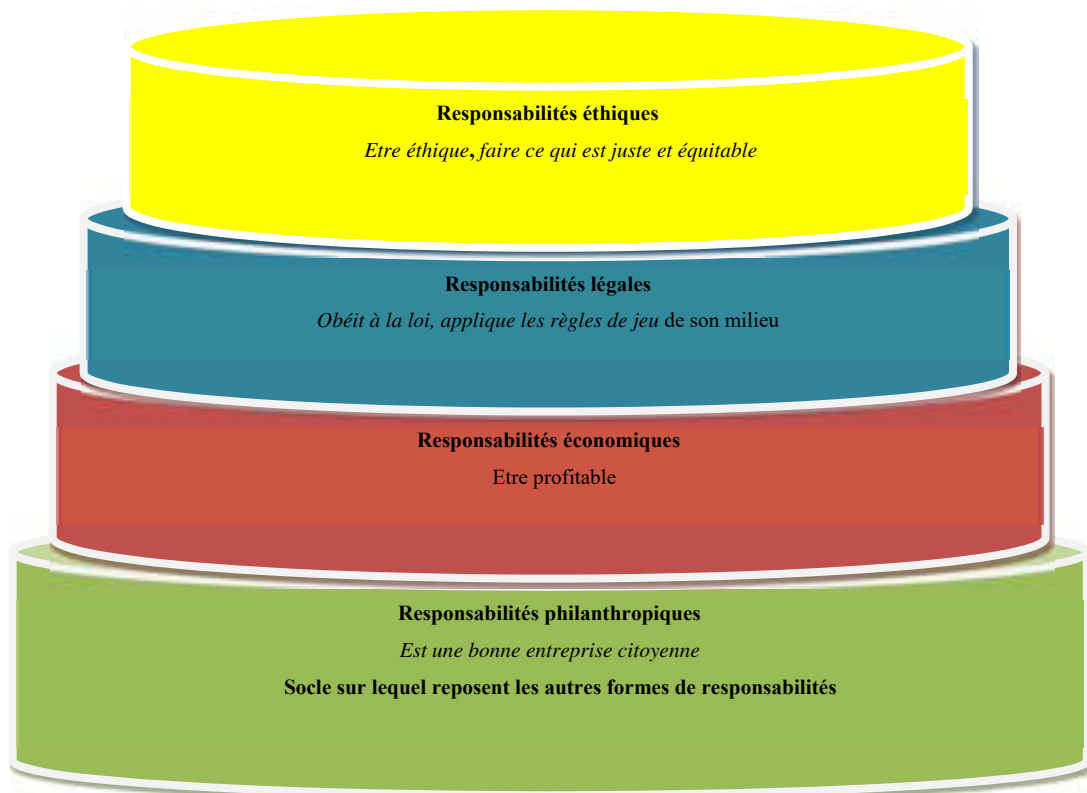 Responsabilités éthiques
Etre éthique, faire ce qui est juste et équitable
Responsabilités légales
Obéit à la loi, applique les règles de jeu de son milieu
Responsabilités économiques
Etre profitable
Responsabilités philanthropiques
Est une bonne entreprise citoyenne
Socle sur lequel reposent les autres formes de responsabilités